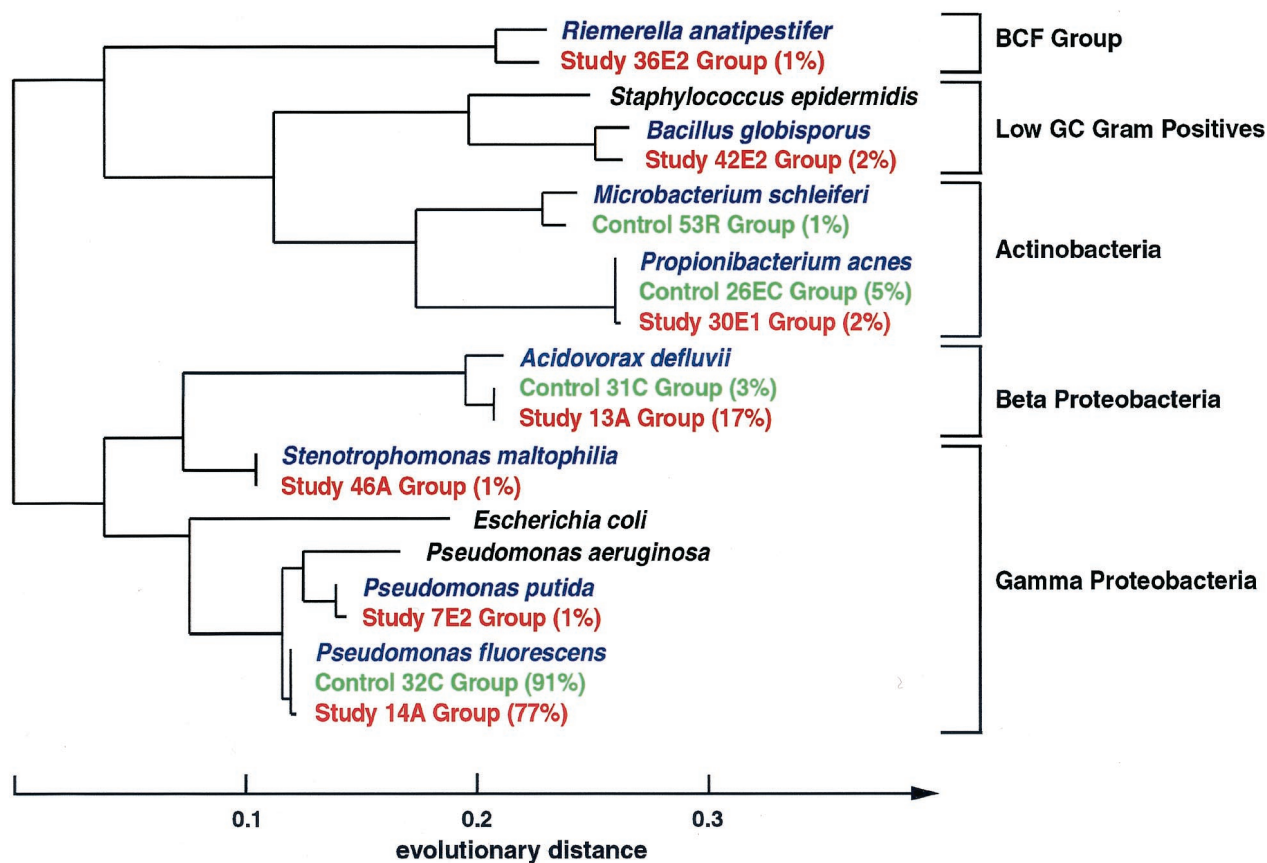 Riemerella anatipestifer
Study 36E2 Group (1%)
BCF Group
Staphylococcus epidermidis
Bacillus globisporus
Study 42E2 Group (2%)
Low GC Gram Positives
Microbacterium schleiferi
Control 53R Group (1%)
Propionibacterium acnes
Control 26EC Group (5%)
Study 30E1 Group (2%)
Actinobacteria
Acidovorax defluvii
Control 31C Group (3%)
Study 13A Group (17%)
Beta Proteobacteria
Stenotrophomonas maltophilia
Study 46A Group (1%)
Escherichia coli
Pseudomonas aeruginosa
Pseudomonas putida
Study 7E2 Group (1%)
Pseudomonas fluorescens
Control 32C Group (91%)
Study 14A Group (77%)
Gamma Proteobacteria
0.1 0.2 0.3
evolutionary distance